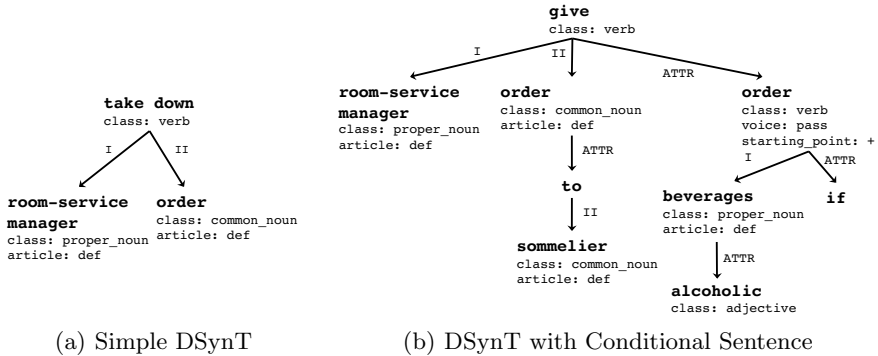 take down
class: verb
I
II
room-service
manager
class: proper_noun
article: def
order
class: common_noun
article: def
(a) Simple DSynT
give
class: verb
I
II
ATTR
room-service
manager
class: proper_noun
article: def
order
class: common_noun
article: def
ATTR
to
II
sommelier
class: common_noun
article: def
order
class: verb
voice: pass
starting_point: +
I
ATTR
beverages
class: proper_noun
article: def
if
ATTR
alcoholic
class: adjective
(b) DSynT with Conditional Sentence